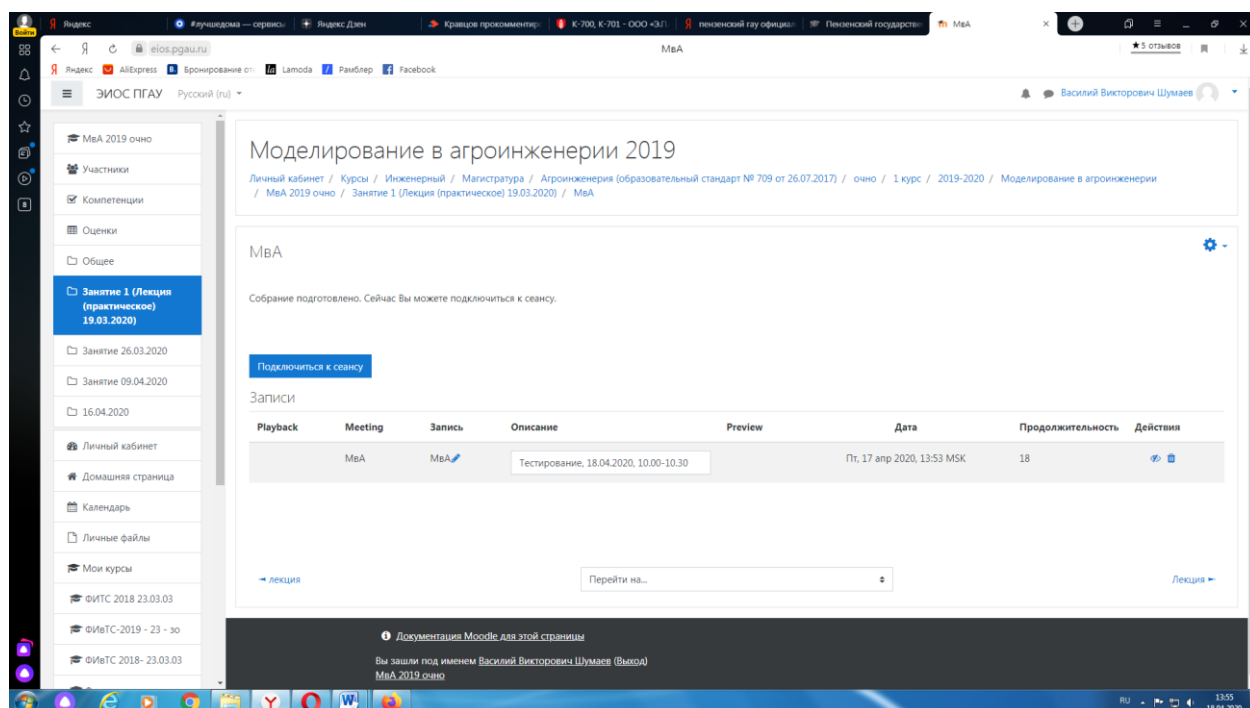 Войти
Яндекс
#лучшедома — сервисы
Яндекс.Дзен
Кравцов прокомментир
К-700, К-701 - ООО «ЭЛ
пензенский гау официал
Пензенский государстве
МвА
eios.pgau.ru
МвА
★ 5 отзывов
Яндекс
AliExpress
Бронирование от
Lamoda
Рамблер
Facebook
ЭИОС ПГАУ
Русский (ru)
Василий Викторович Шумаев
МвА 2019 очно
Участники
Компетенции
Оценки
Общее
Занятие 1 (Лекция
(практическое)
19.03.2020)
Занятие 26.03.2020
Занятие 09.04.2020
16.04.2020
Личный кабинет
Домашняя страница
Календарь
Личные файлы
Мои курсы
ФИТС 2018 23.03.03
ФИвТС-2019 - 23 - зо
ФИвТС 2018- 23.03.03
Моделирование в агроинженерии 2019
Личный кабинет / Курсы / Инженерный / Магистратура / Агроинженерия (образовательный стандарт № 709 от 26.07.2017) / очно / 1 курс / 2019-2020 / Моделирование в агроинженерии
/ МвА 2019 очно / Занятие 1 (Лекция (практическое) 19.03.2020) / МвА
МвА
Собрание подготовлено. Сейчас Вы можете подключиться к сеансу.
Подключиться к сеансу
Записи
Playback Meeting Запись Описание Preview Дата Продолжительность Действия
МвА МвА Тестирование, 18.04.2020, 10.00-10.30 Пт, 17 апр 2020, 13:53 MSK 18
◄ лекция
Перейти на...
Лекция ►
Документация Moodle для этой страницы
Вы зашли под именем Василий Викторович Шумаев (Выход)
МвА 2019 очно
RU
13:55
18.04.2020